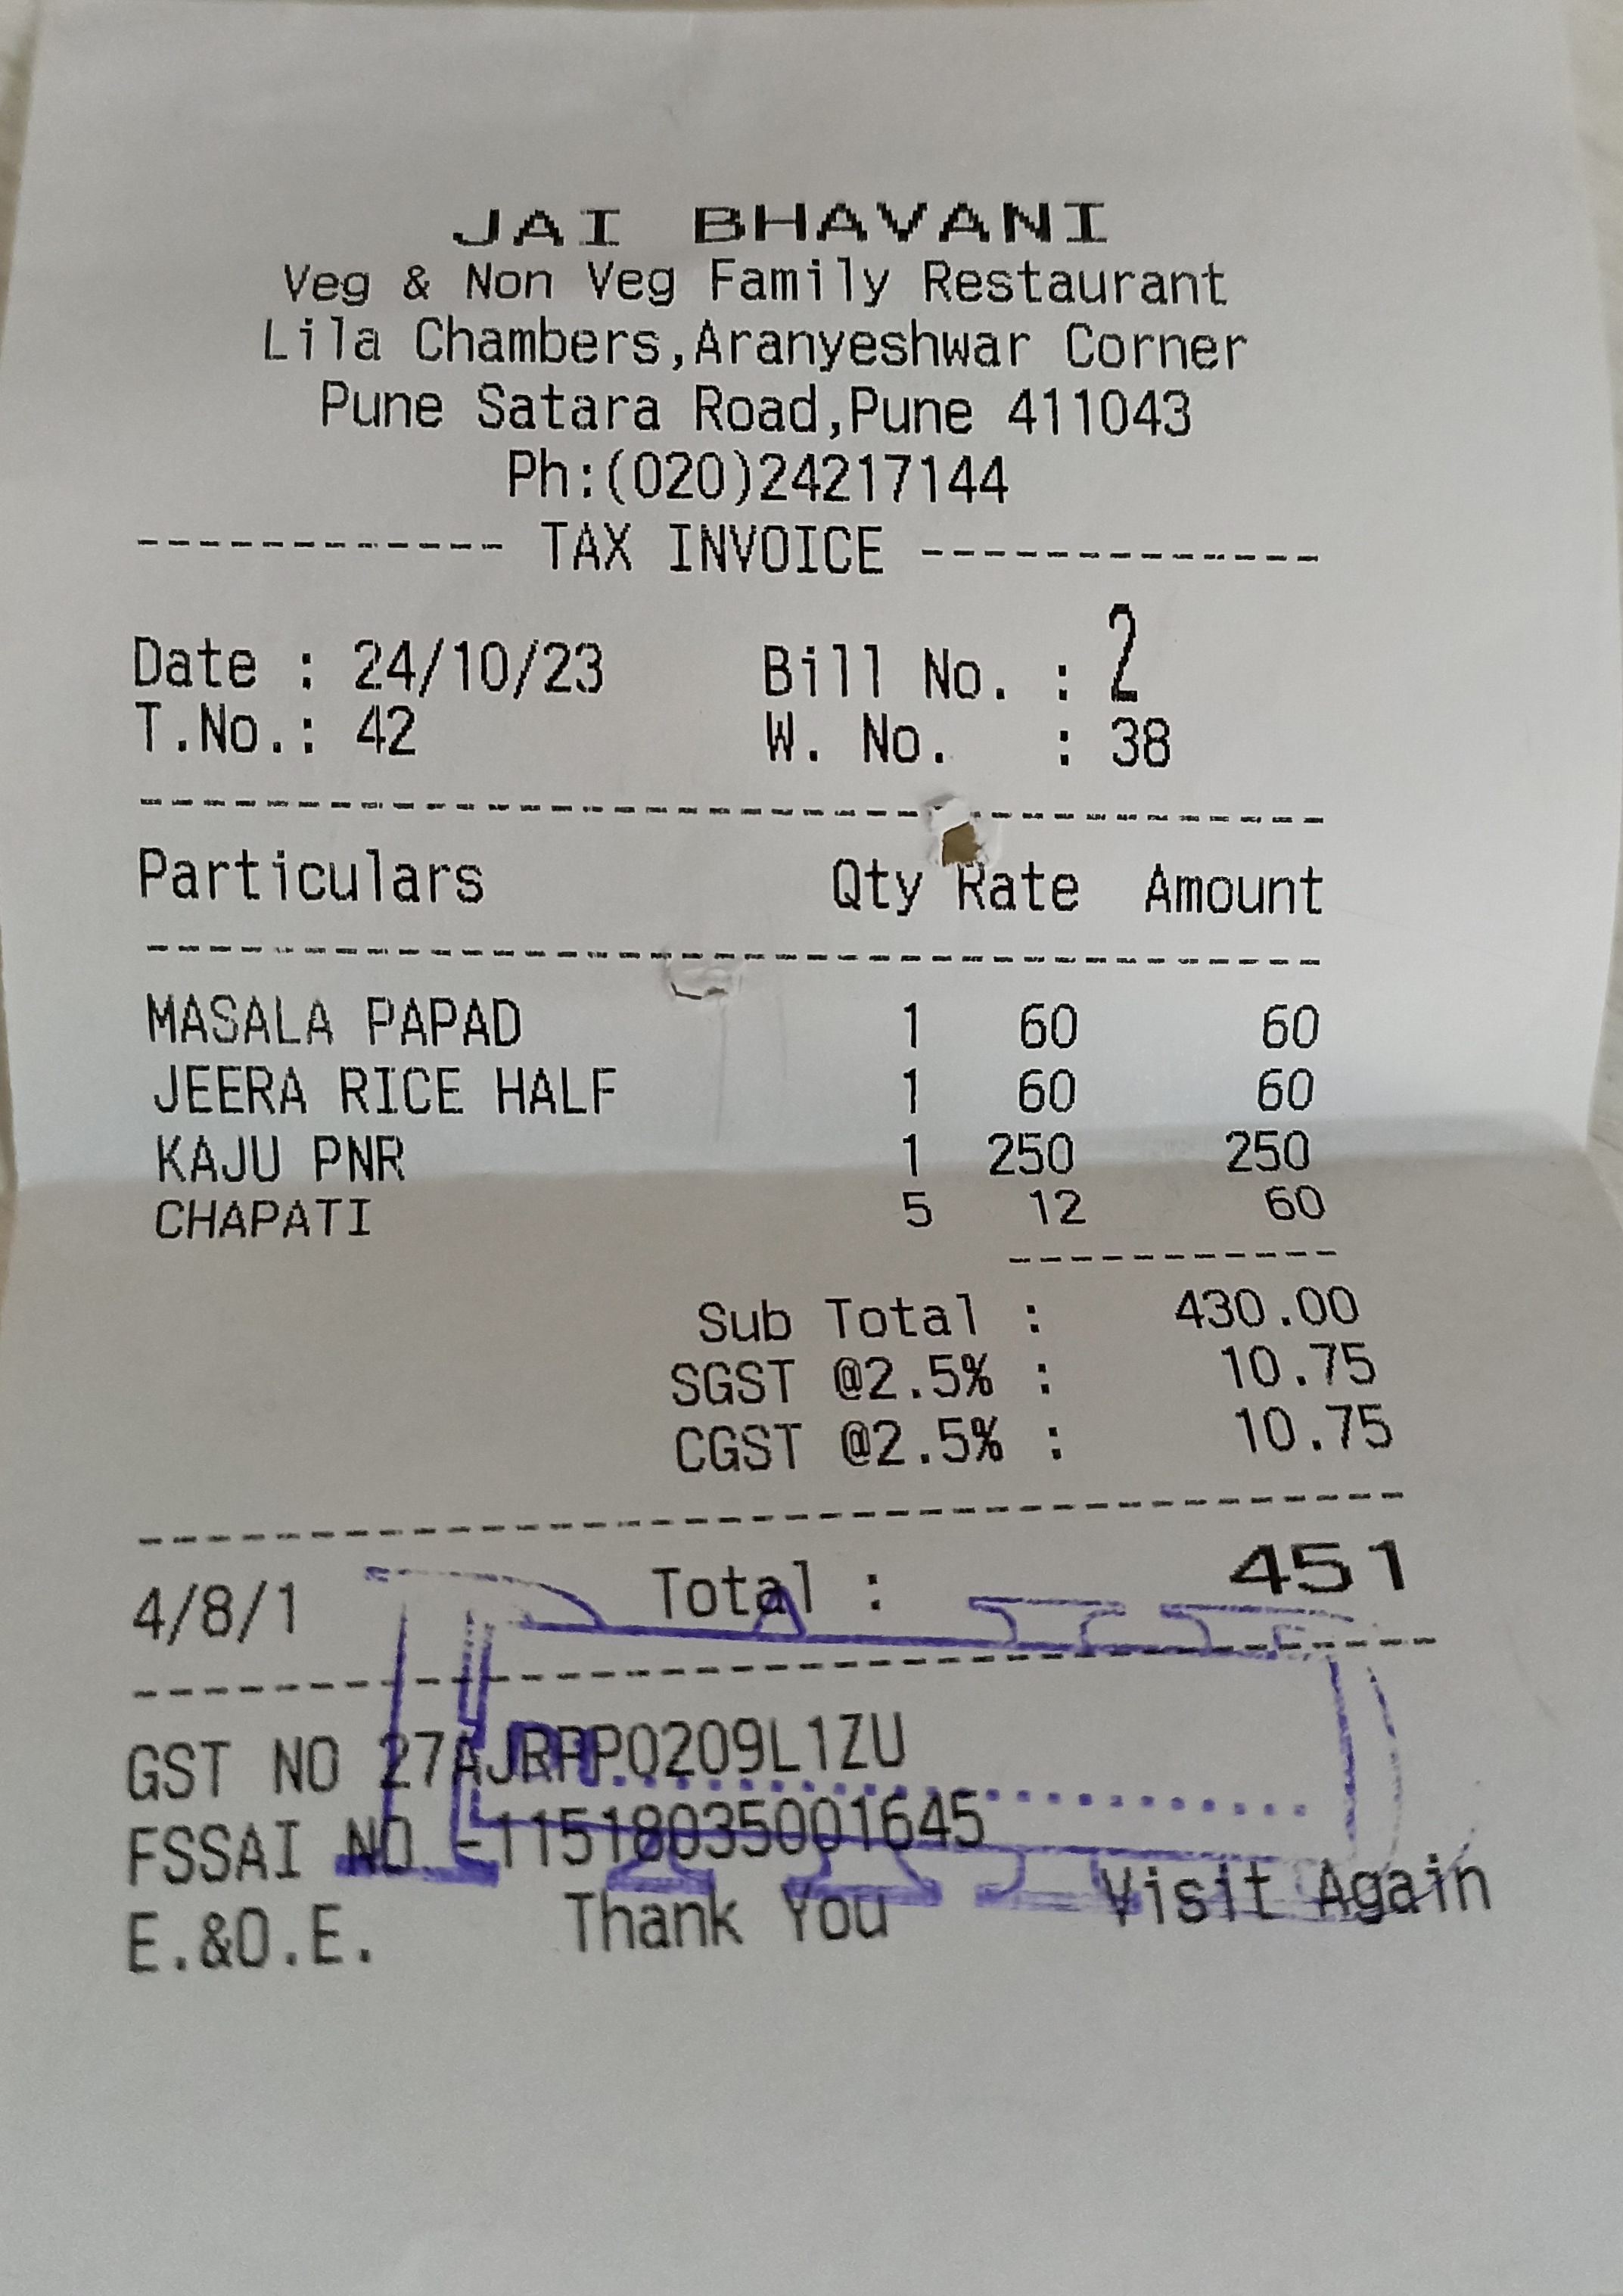 JAI BHAVANI
Veg & Non Veg Family Restaurant
Lila Chambers,Aranyeshwar Corner
Pune Satara Road,Pune 411043
Ph:(020)24217144
------------ TAX INVOICE -------------
Date : 24/10/23 Bill No. : 2
T.No.: 42 W. No. : 38
Particulars Qty Rate Amount
MASALA PAPAD 1 60 60
JEERA RICE HALF 1 60 60
KAJU PNR 1 250 250
CHAPATI 5 12 60
Sub Total : 430.00
SGST @2.5% : 10.75
CGST @2.5% : 10.75
4/8/1 Total : 451
GST NO 27AJRPP0209L1ZU
FSSAI NO -11518035001645
E.&O.E. Thank You Visit Again